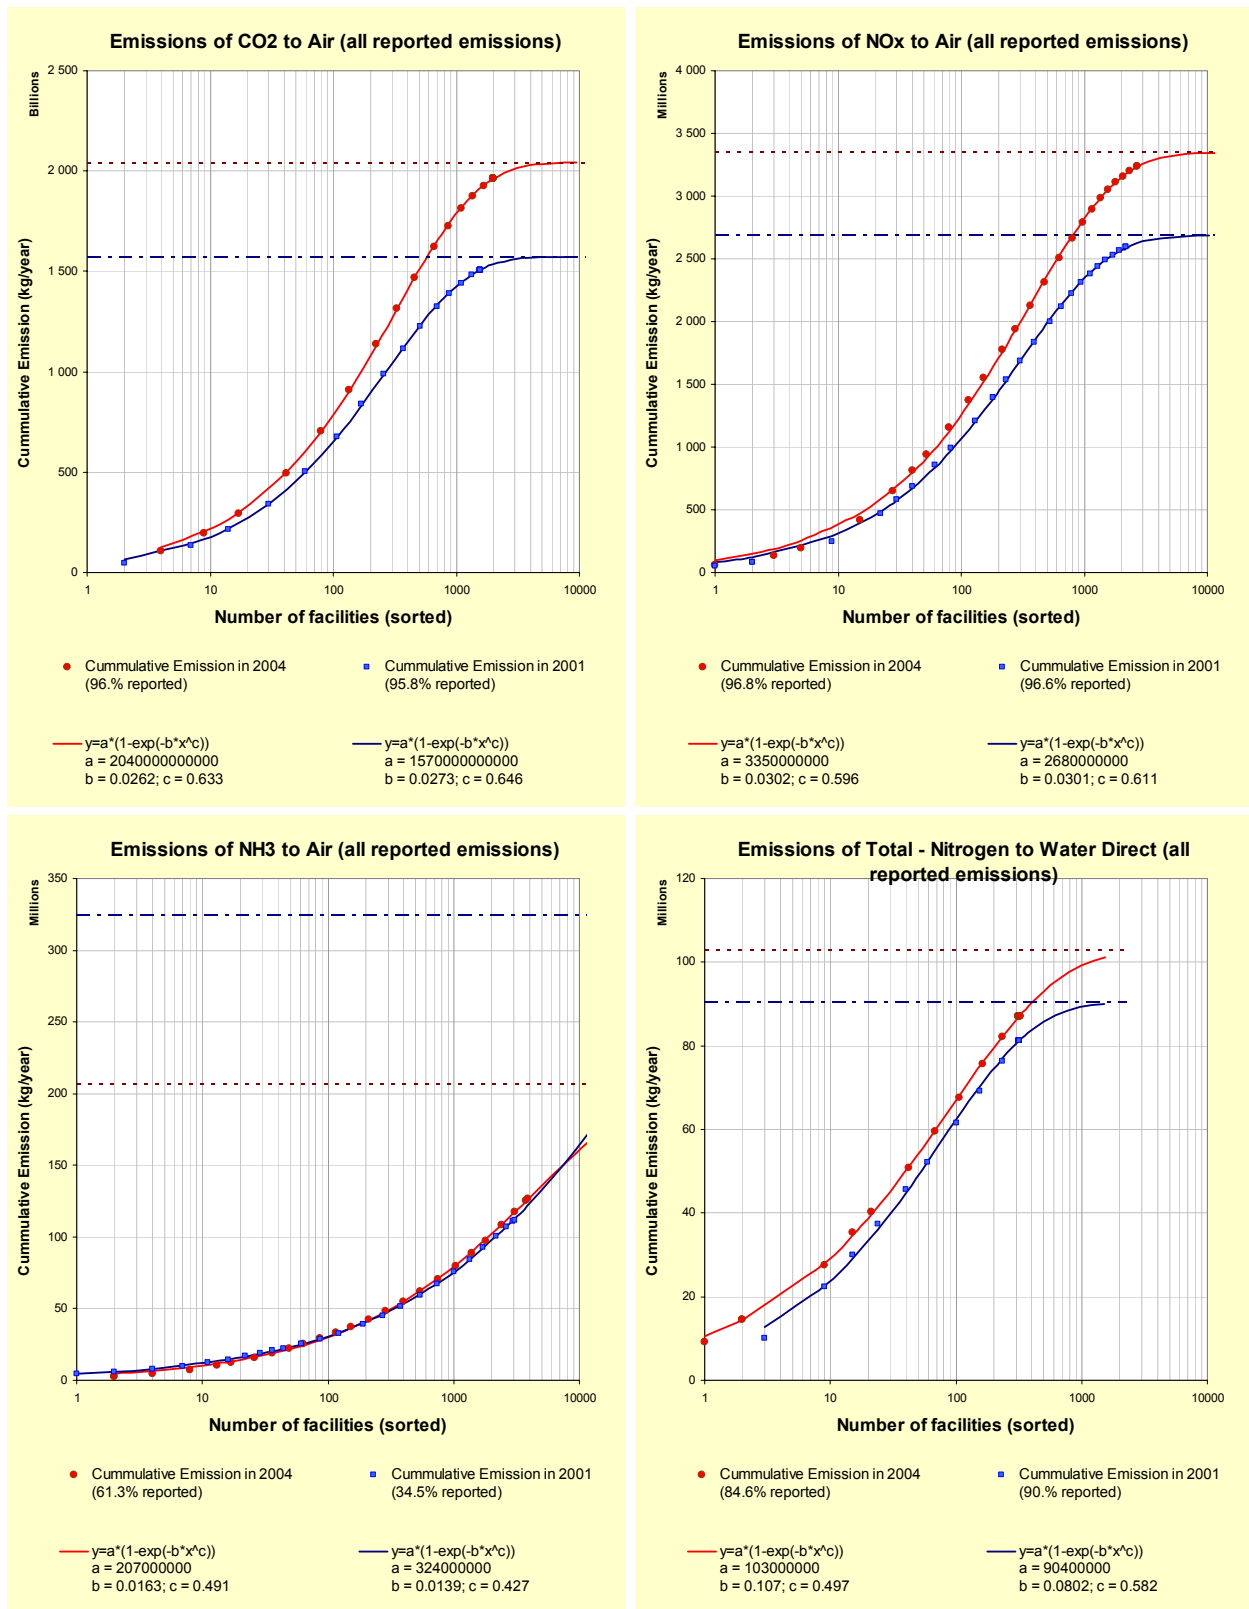 Emissions of CO2 to Air (all reported emissions)
Billions
2 500
2 000
1 500
1 000
500
0
Cummulative Emission (kg/year)
1 10 100 1000 10000
Number of facilities (sorted)
Cummulative Emission in 2004
(96.% reported)
Cummulative Emission in 2001
(95.8% reported)
y=a*(1-exp(-b*x^c))
a = 2040000000000
b = 0.0262; c = 0.633
y=a*(1-exp(-b*x^c))
a = 1570000000000
b = 0.0273; c = 0.646
Emissions of NOx to Air (all reported emissions)
Millions
4 000
3 500
3 000
2 500
2 000
1 500
1 000
500
0
Cummulative Emission (kg/year)
1 10 100 1000 10000
Number of facilities (sorted)
Cummulative Emission in 2004
(96.8% reported)
Cummulative Emission in 2001
(96.6% reported)
y=a*(1-exp(-b*x^c))
a = 3350000000
b = 0.0302; c = 0.596
y=a*(1-exp(-b*x^c))
a = 2680000000
b = 0.0301; c = 0.611
Emissions of NH3 to Air (all reported emissions)
Millions
350
300
250
200
150
100
50
0
Cummulative Emission (kg/year)
1 10 100 1000 10000
Number of facilities (sorted)
Cummulative Emission in 2004
(61.3% reported)
Cummulative Emission in 2001
(34.5% reported)
y=a*(1-exp(-b*x^c))
a = 207000000
b = 0.0163; c = 0.491
y=a*(1-exp(-b*x^c))
a = 324000000
b = 0.0139; c = 0.427
Emissions of Total - Nitrogen to Water Direct (all
reported emissions)
Millions
120
100
80
60
40
20
0
Cummulative Emission (kg/year)
1 10 100 1000 10000
Number of facilities (sorted)
Cummulative Emission in 2004
(84.6% reported)
Cummulative Emission in 2001
(90.% reported)
y=a*(1-exp(-b*x^c))
a = 103000000
b = 0.107; c = 0.497
y=a*(1-exp(-b*x^c))
a = 90400000
b = 0.0802; c = 0.582